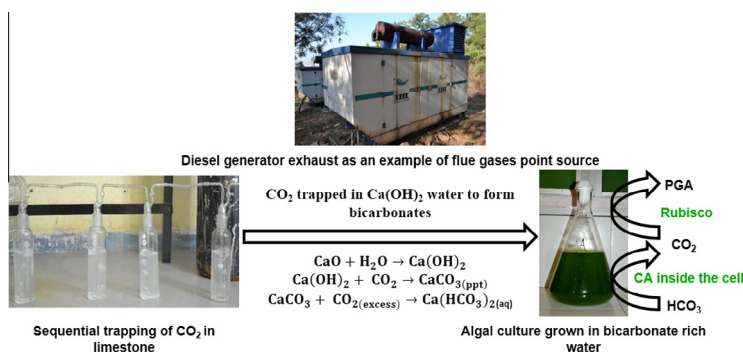 Diesel generator exhaust as an example of flue gases point source
CO₂ trapped in Ca(OH)₂ water to form
bicarbonates
CaO + H₂O → Ca(OH)₂
Ca(OH)₂ + CO₂ → CaCO₃(ppt)
CaCO₃ + CO₂(excess) → Ca(HCO₃)₂(aq)
Sequential trapping of CO₂ in
limestone
PGA
Rubisco
CO₂
CA inside the cell
HCO₃
Algal culture grown in bicarbonate rich
water